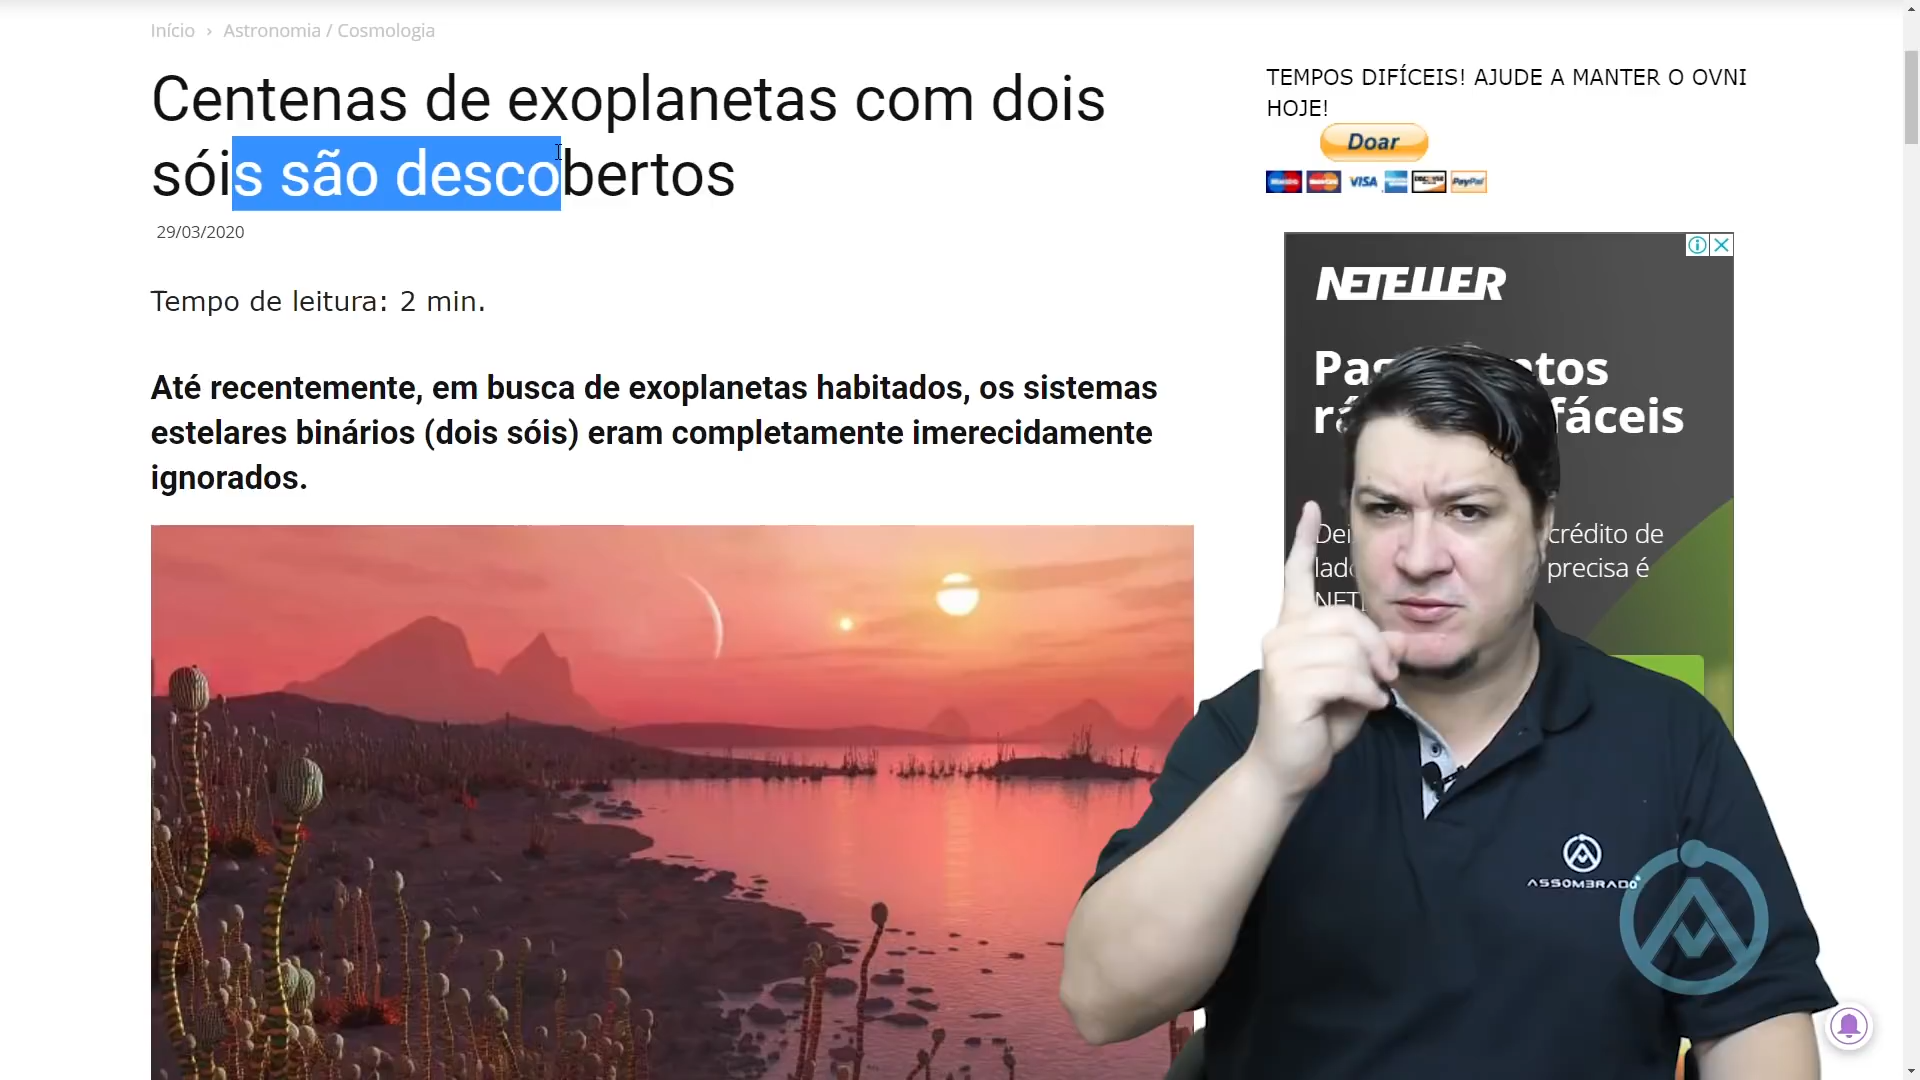 Início › Astronomia / Cosmologia
Centenas de exoplanetas com dois
sóis são descobertos
29/03/2020
Tempo de leitura: 2 min.
Até recentemente, em busca de exoplanetas habitados, os sistemas
estelares binários (dois sóis) eram completamente imerecidamente
ignorados.
TEMPOS DIFÍCEIS! AJUDE A MANTER O OVNI
HOJE!
Doar
VISA
PayPal
NETELLER
fáceis
crédito de
precisa é
ASSOMBRADO